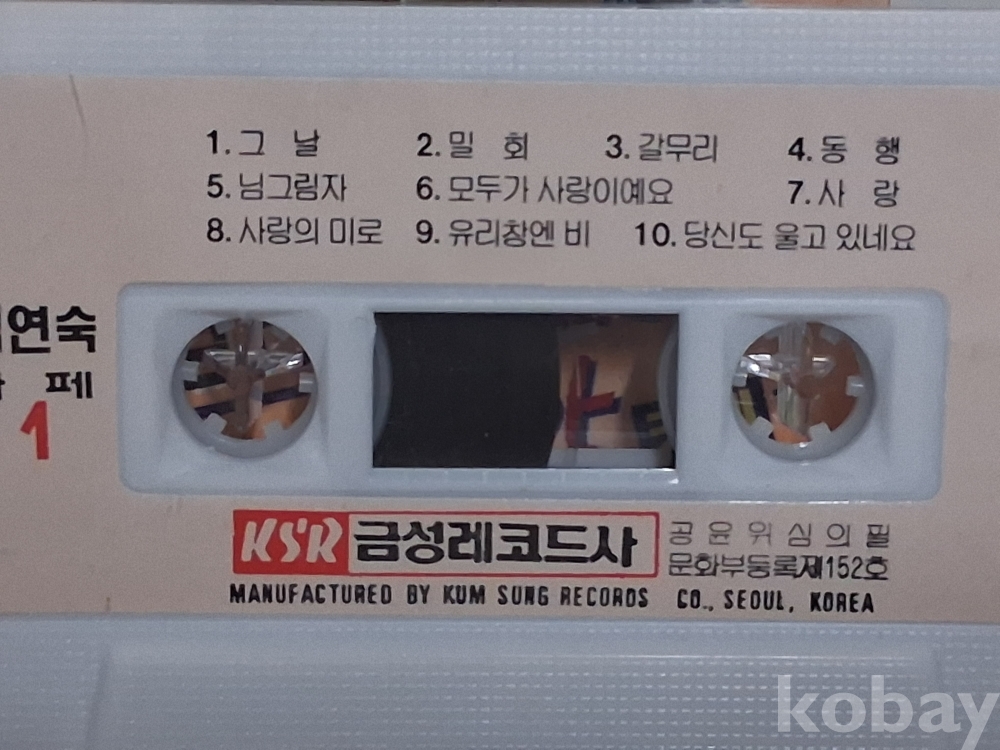 1. 그 날 2. 밀 회 3. 갈무리 4. 동 행
5. 님그림자 6. 모두가 사랑이예요 7. 사 랑
8. 사랑의 미로 9. 유리창엔 비 10. 당신도 울고 있네요
연숙
페
1
KSR 금성레코드사
공윤위심의필
문화부등록제152호
MANUFACTURED BY KUM SUNG RECORDS CO., SEOUL, KOREA
kobay